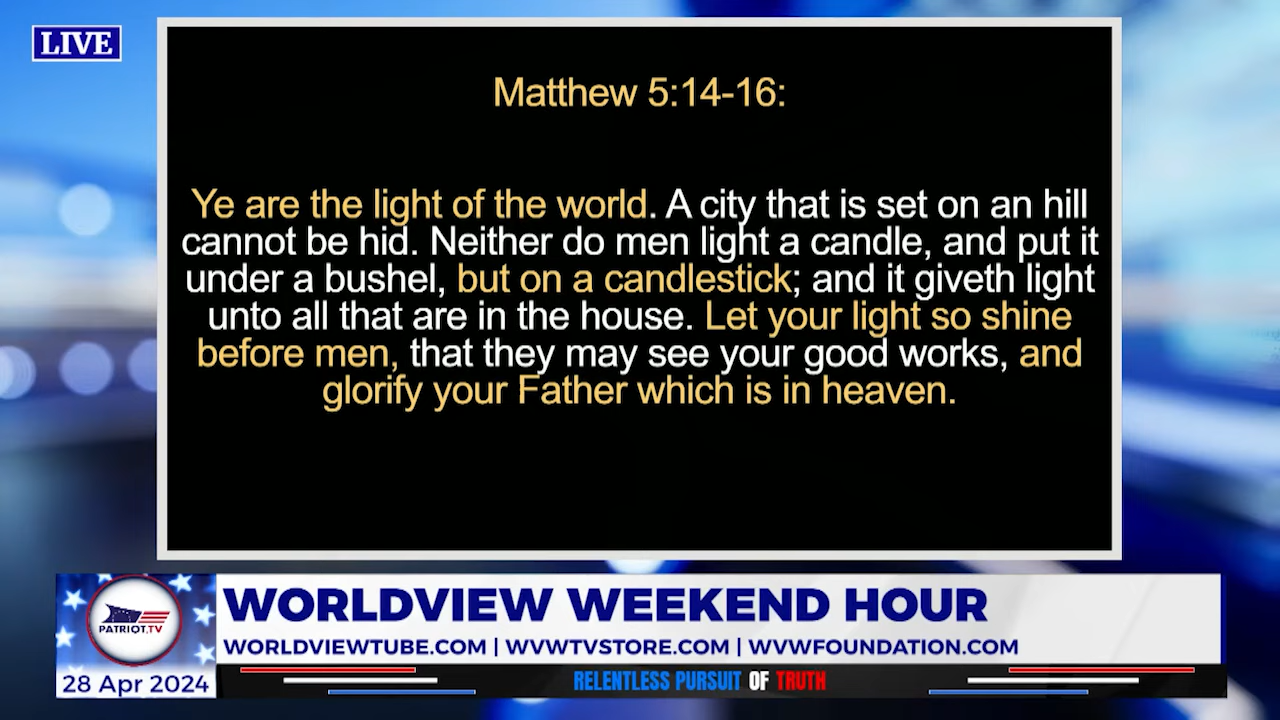 LIVE
Matthew 5:14-16:
Ye are the light of the world. A city that is set on an hill
cannot be hid. Neither do men light a candle, and put it
under a bushel, but on a candlestick; and it giveth light
unto all that are in the house. Let your light so shine
before men, that they may see your good works, and
glorify your Father which is in heaven.
WORLDVIEW WEEKEND HOUR
PATRIOT.TV
WORLDVIEWTUBE.COM | WVWTVSTORE.COM | WVWFOUNDATION.COM
28 Apr 2024
RELENTLESS PURSUIT OF TRUTH